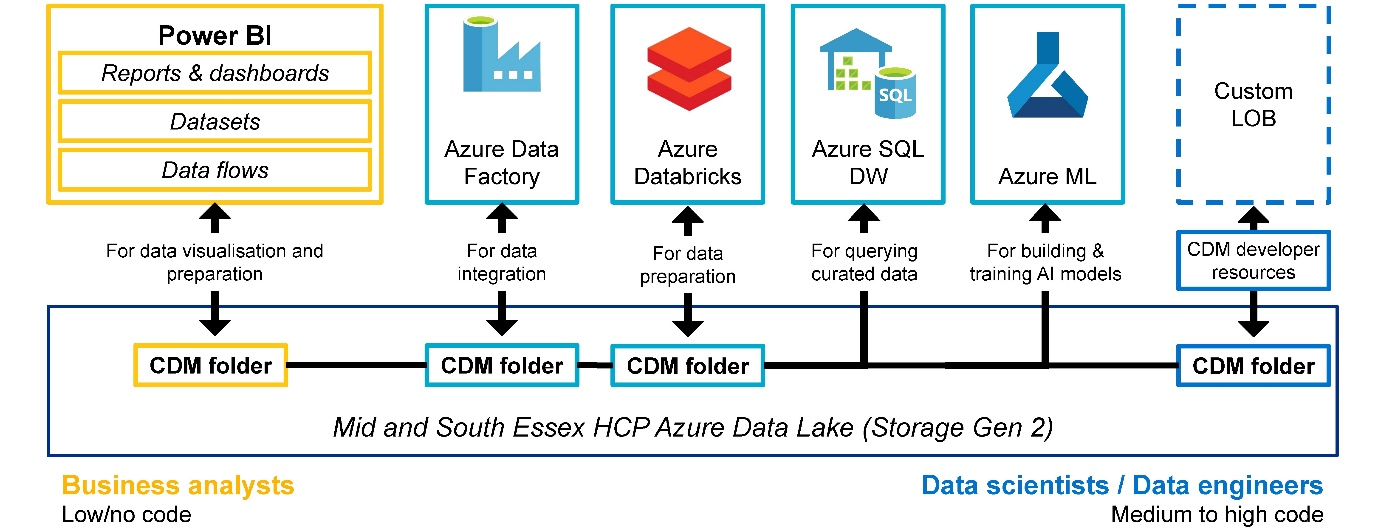 Power BI
Reports & dashboards
Datasets
Data flows
Azure Data
Factory
Azure
Databricks
SQL
Azure SQL
DW
Azure ML
Custom
LOB
For data visualisation and
preparation
For data
integration
For data
preparation
For querying
curated data
For building &
training AI models
CDM developer
resources
CDM folder
CDM folder
CDM folder
CDM folder
Mid and South Essex HCP Azure Data Lake (Storage Gen 2)
Business analysts
Low/no code
Data scientists / Data engineers
Medium to high code